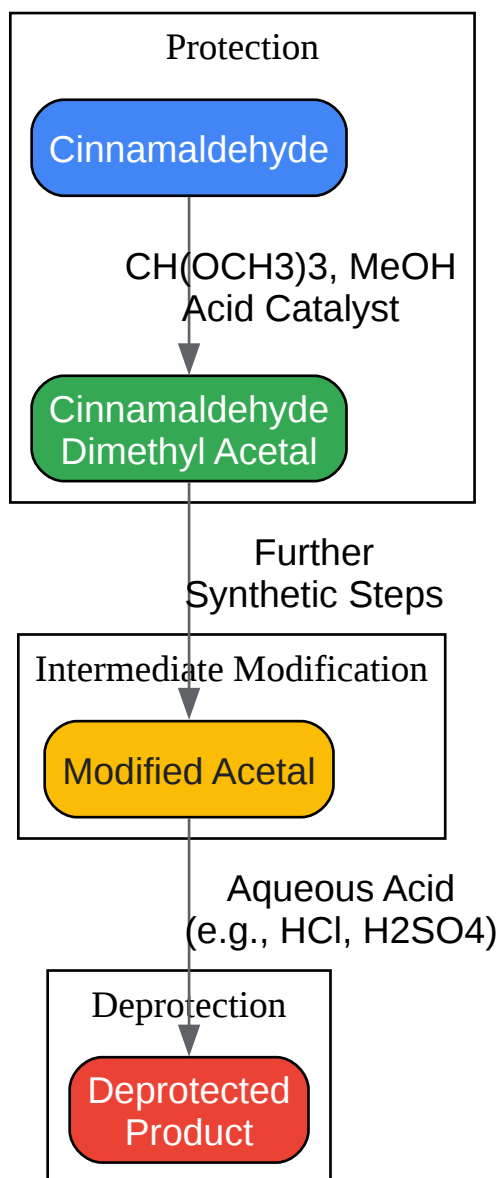 Protection
Cinnamaldehyde
CH(OCH3)3, MeOH
Acid Catalyst
Cinnamaldehyde
Dimethyl Acetal
Further
Synthetic Steps
Intermediate Modification
Modified Acetal
Aqueous Acid
(e.g., HCl, H2SO4)
Deprotection
Deprotected
Product